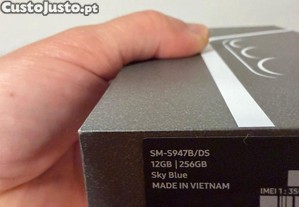 CustoJusto.pt
SM-S947B/DS
12GB | 256GB
Sky Blue
MADE IN VIETNAM
IMEI 1 : 35